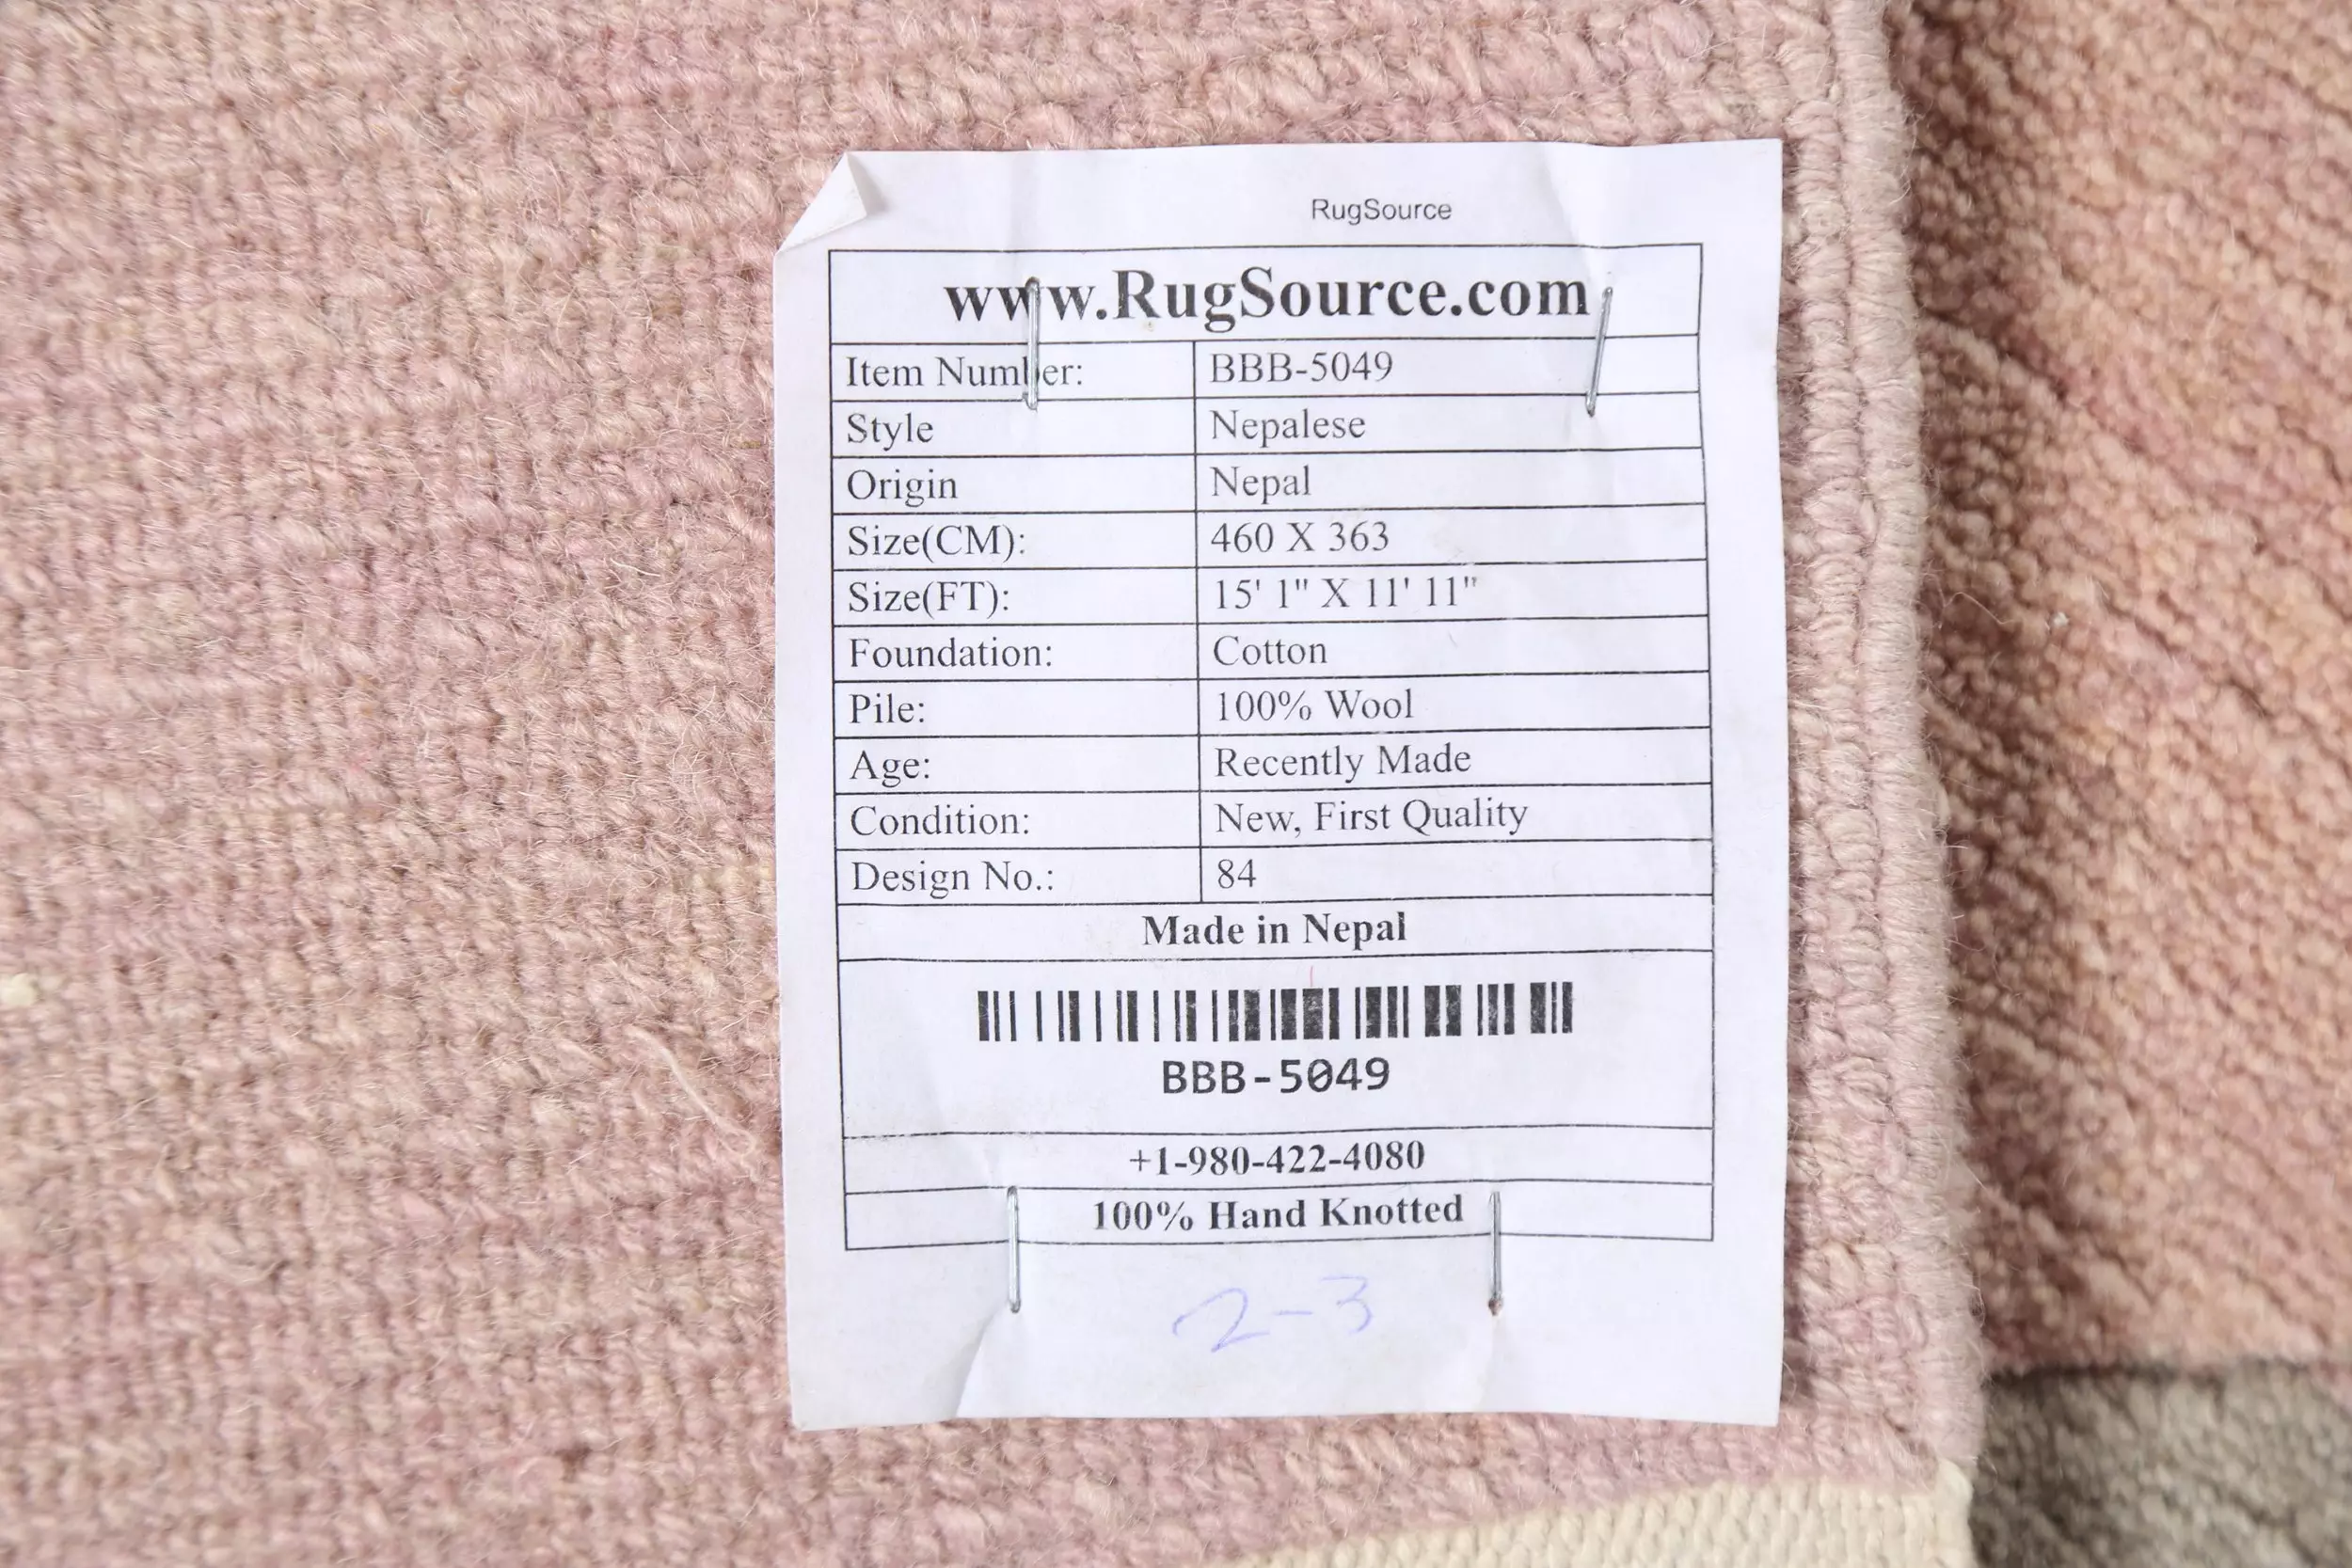 RugSource
www.RugSource.com
Item Number: BBB-5049
Style Nepalese
Origin Nepal
Size(CM): 460 X 363
Size(FT): 15' 1" X 11' 11"
Foundation: Cotton
Pile: 100% Wool
Age: Recently Made
Condition: New, First Quality
Design No.: 84
Made in Nepal
BBB-5049
+1-980-422-4080
100% Hand Knotted
2-3